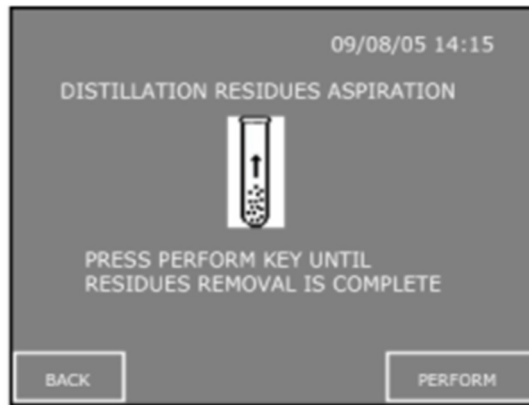 09/08/05 14:15
DISTILLATION RESIDUES ASPIRATION
PRESS PERFORM KEY UNTIL
RESIDUES REMOVAL IS COMPLETE
BACK
PERFORM